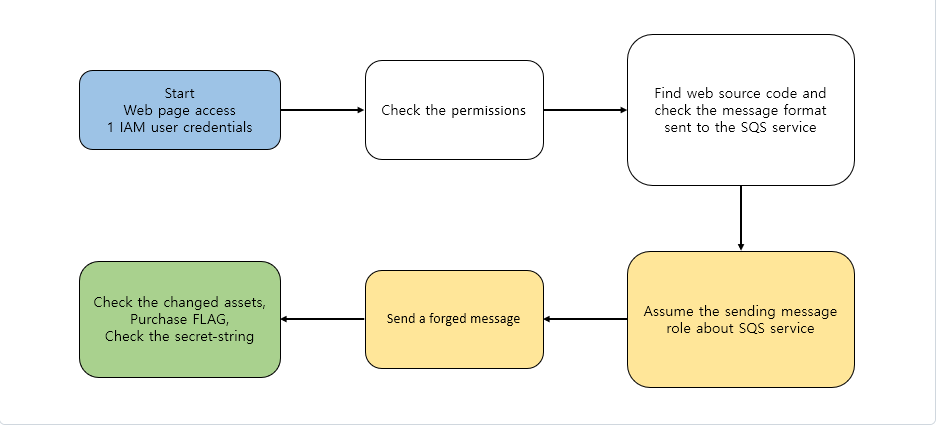 Start
Web page access
1 IAM user credentials
Check the permissions
Find web source code and
check the message format
sent to the SQS service
Assume the sending message
role about SQS service
Send a forged message
Check the changed assets,
Purchase FLAG,
Check the secret-string